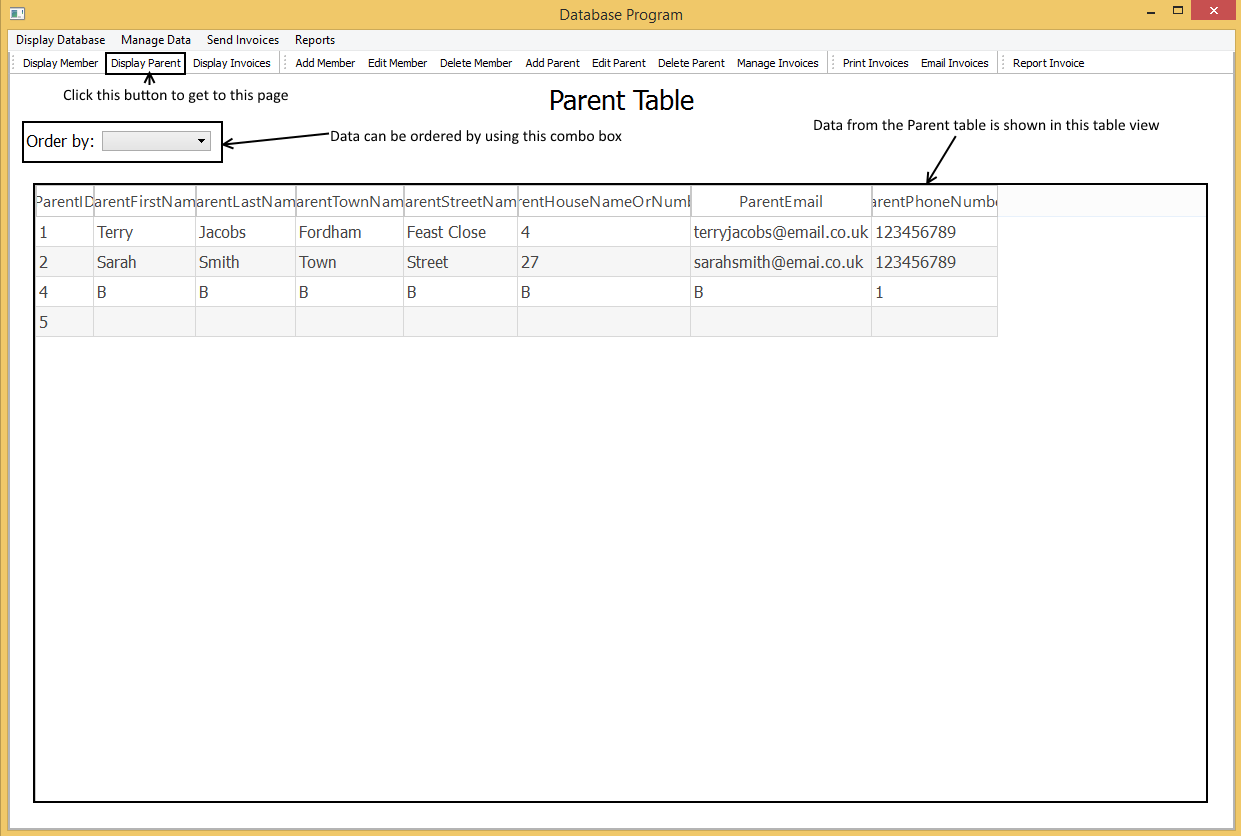 Database Program
Display Database Manage Data Send Invoices Reports
Display Member Display Parent Display Invoices Add Member Edit Member Delete Member Add Parent Edit Parent Delete Parent Manage Invoices Print Invoices Email Invoices Report Invoice
Click this button to get to this page
Parent Table
Data from the Parent table is shown in this table view
Order by:
Data can be ordered by using this combo box
ParentID arentFirstNam arentLastNam arentTownNam arentStreetNam rentHouseNameOrNumb ParentEmail arentPhoneNumbe
1 Terry Jacobs Fordham Feast Close 4 terryjacobs@email.co.uk 123456789
2 Sarah Smith Town Street 27 sarahsmith@emai.co.uk 123456789
4 B B B B B B 1
5